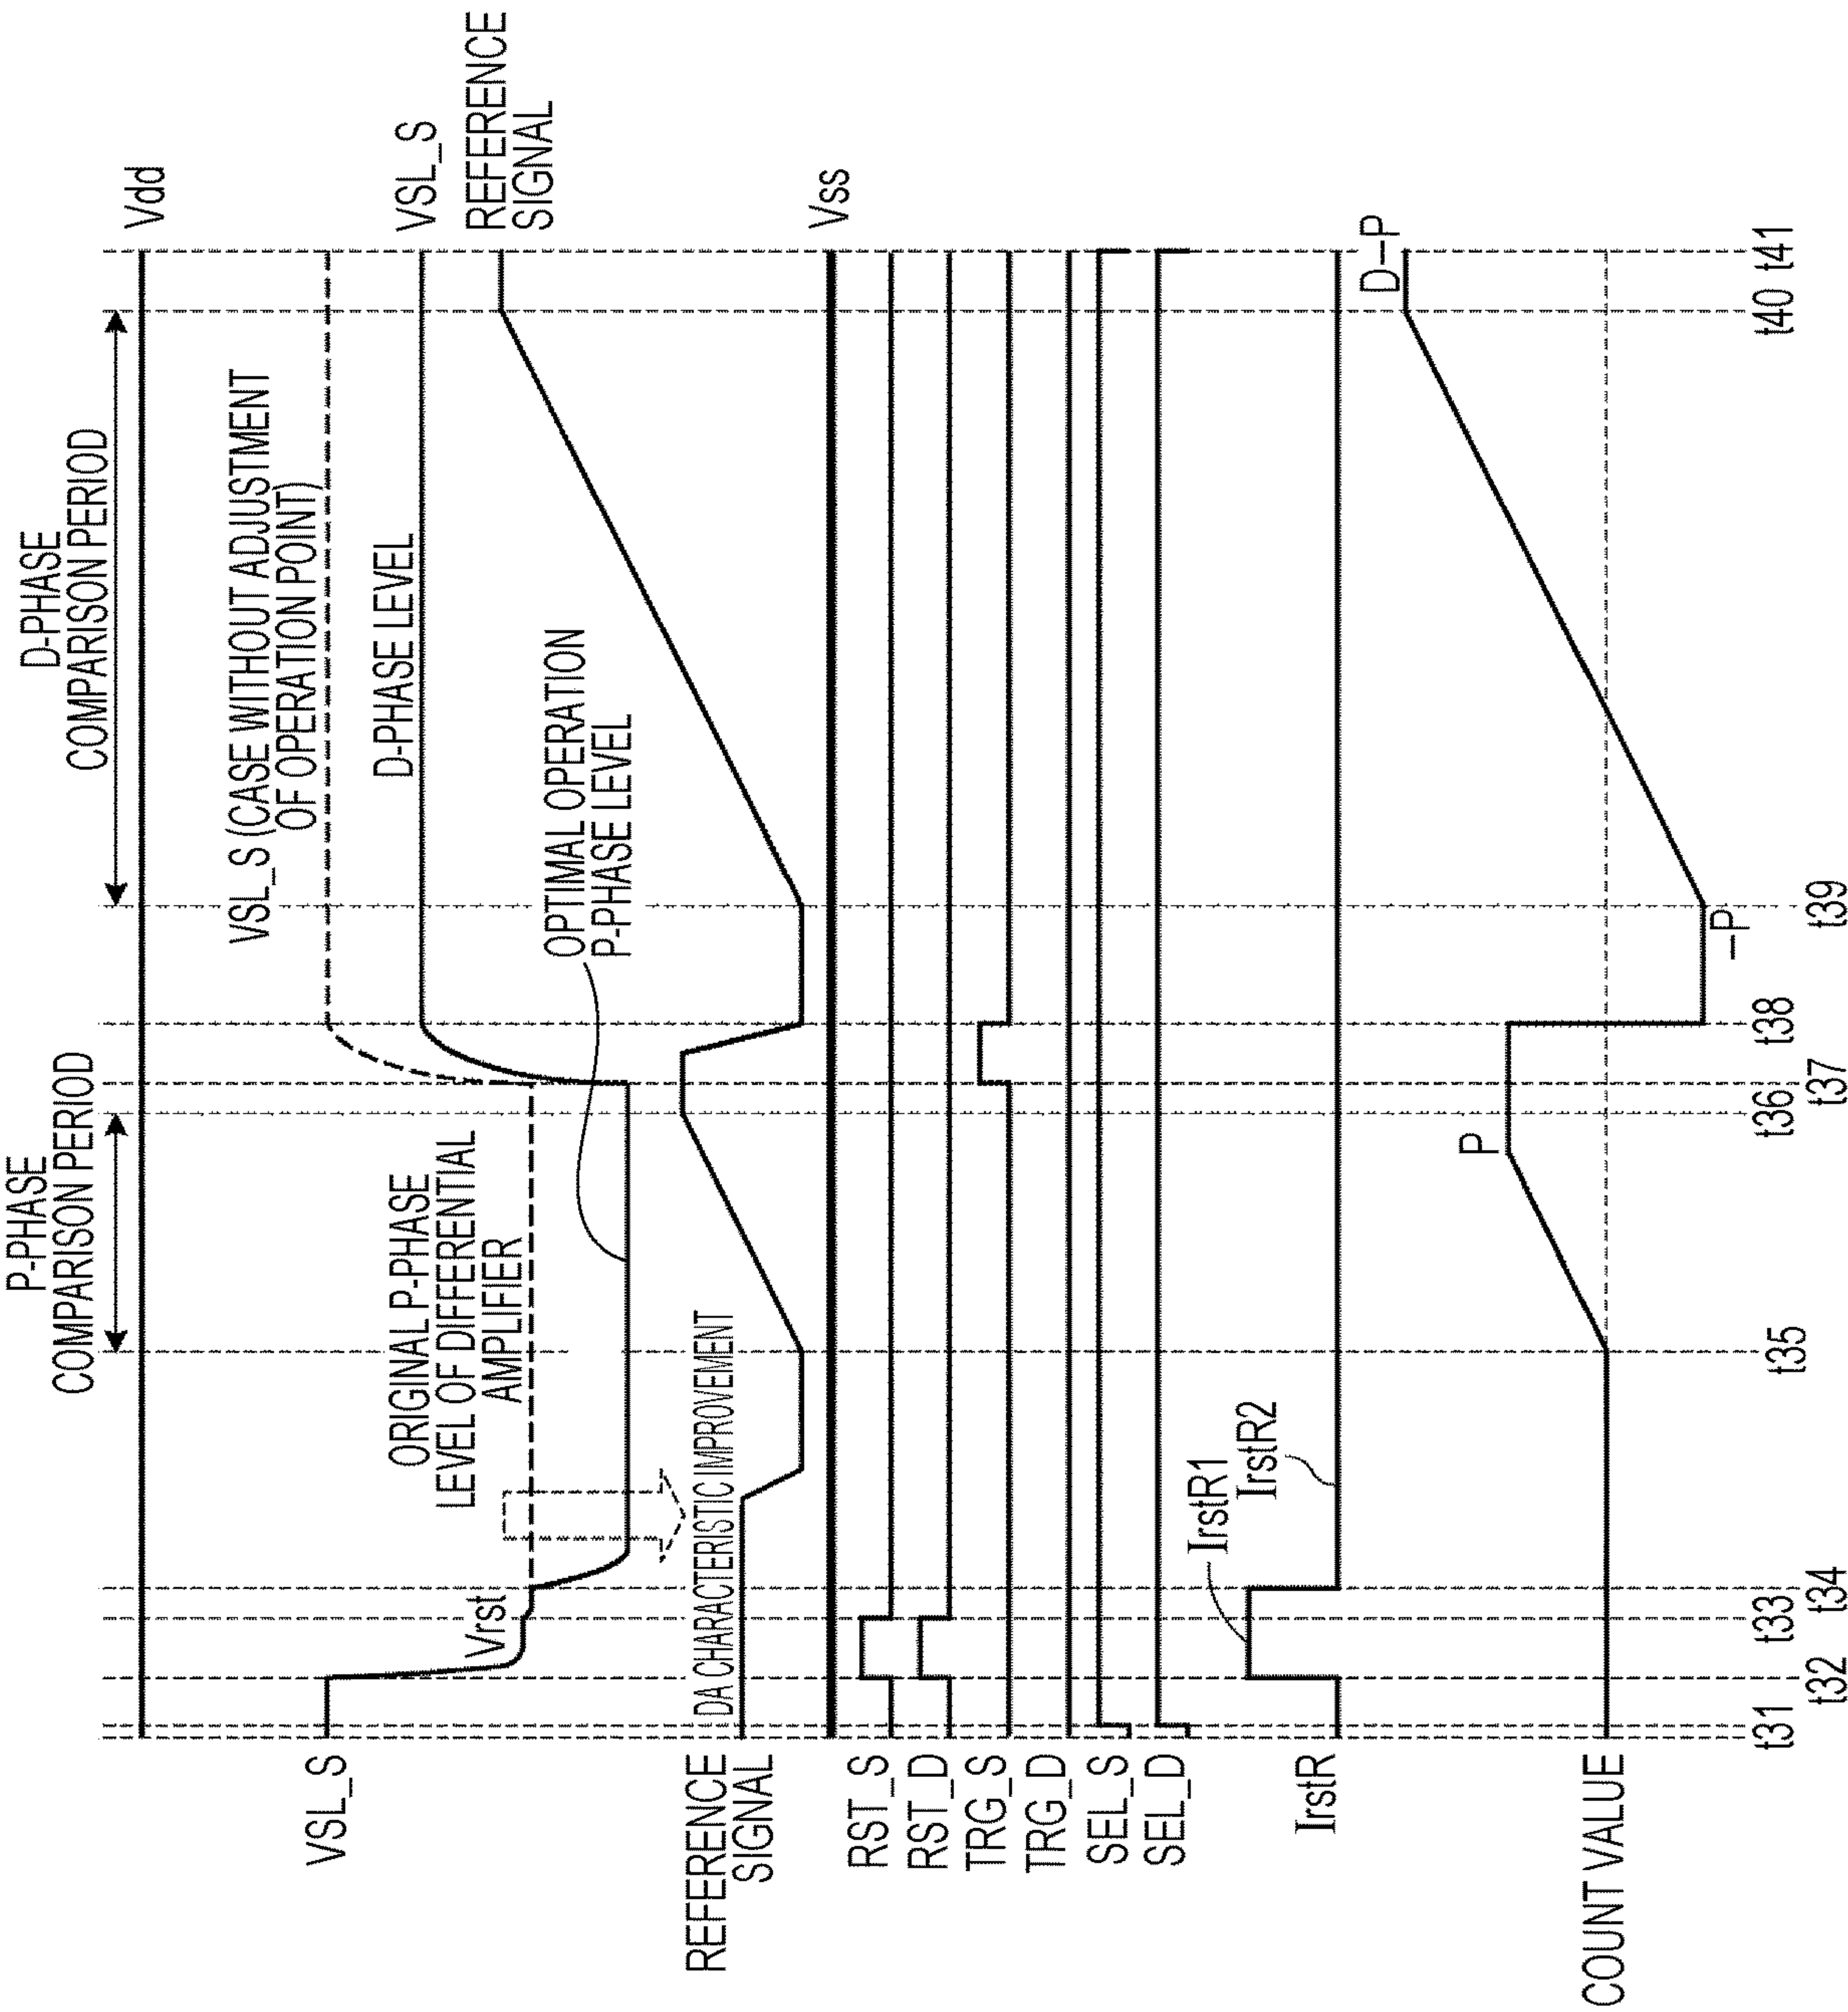 P-PHASE
COMPARISON PERIOD
D-PHASE
COMPARISON PERIOD
Vdd
VSL_S (CASE WITHOUT ADJUSTMENT
OF OPERATION POINT)
VSL_S
D-PHASE LEVEL
VSL_S
ORIGINAL P-PHASE
LEVEL OF DIFFERENTIAL
AMPLIFIER
Vrst
OPTIMAL OPERATION
P-PHASE LEVEL
REFERENCE
SIGNAL
DA CHARACTERISTIC IMPROVEMENT
REFERENCE
SIGNAL
Vss
RST_S
RST_D
TRG_S
TRG_D
SEL_S
SEL_D
IrstR
IrstR1
IrstR2
COUNT VALUE
P
-P
D-P
t31
t32
t33
t34
t35
t36
t37
t38
t39
t40
t41